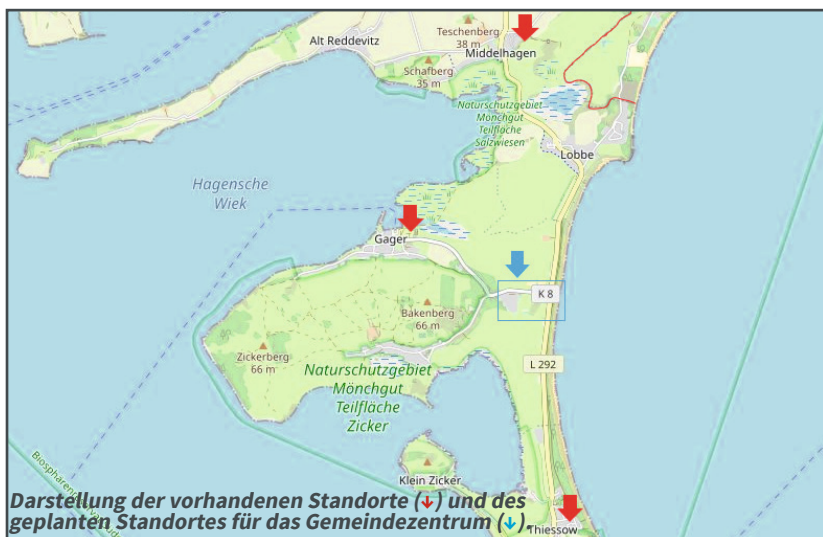 Teschenberg
38 m
Alt Reddevitz
Middelhagen
Schafberg
35 m
Naturschutzgebiet
Mönchgut
Teilfläche
Salzwiesen
Lobbe
Hagensche
Wiek
Gager
K 8
Bakenberg
66 m
Zickerberg
66 m
L 292
Naturschutzgebiet
Mönchgut
Teilfläche
Zicker
Klein Zicker
Darstellung der vorhandenen Standorte (↓) und des
geplanten Standortes für das Gemeindezentrum (↓).
Thiessow